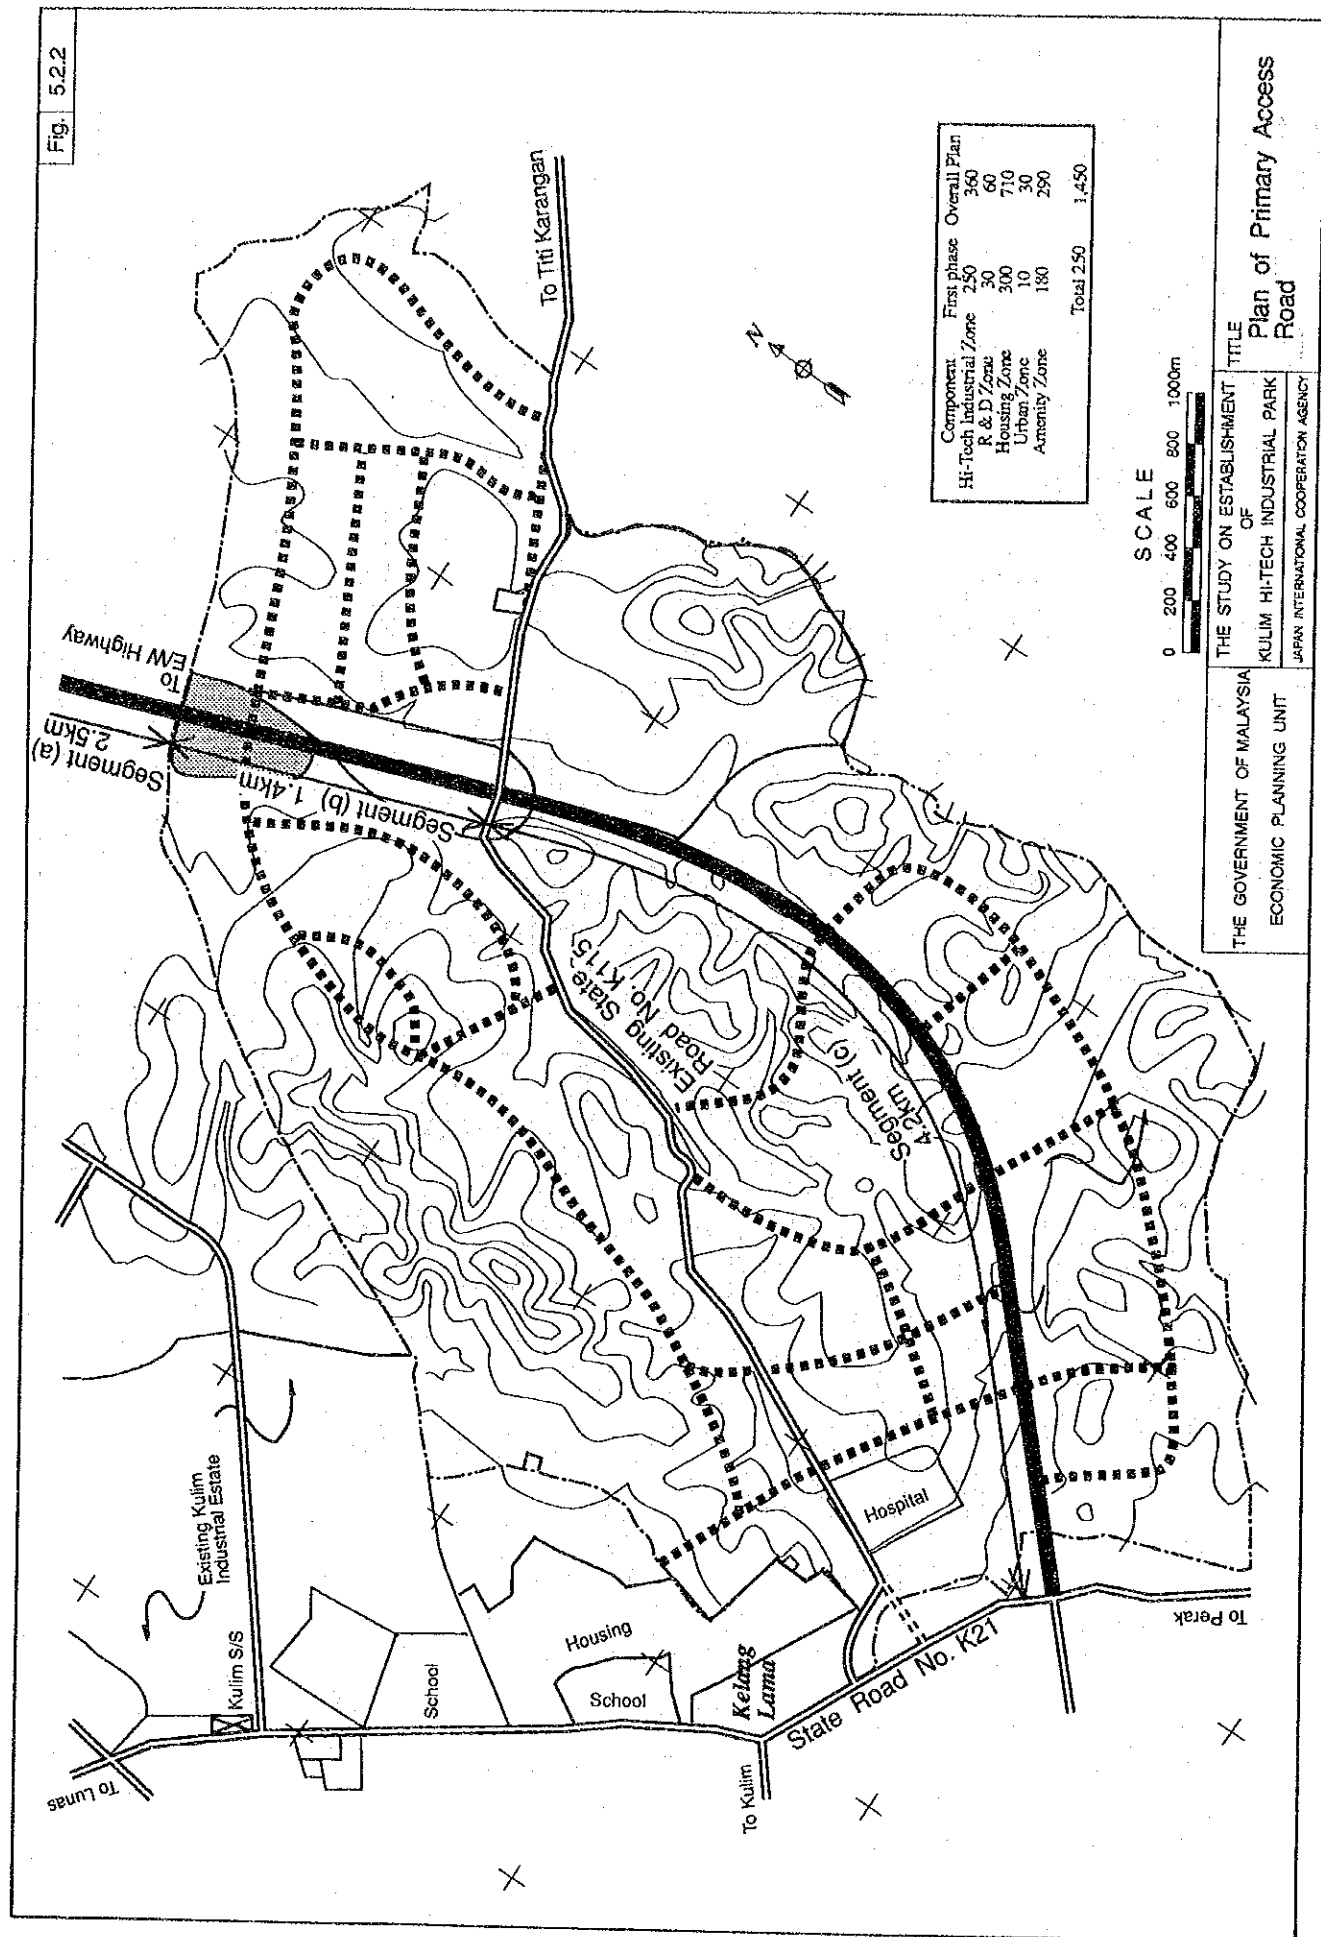 Fig. 5.2.2
To
E/W Highway
Segment (a)
2.5km
Segment (b) 1.4km
To Titi Karangan
Existing State
Road No. K115
Segment (c)
4.2km
Existing Kulim
Industrial Estate
Kulim S/S
To Lunas
School
Housing
School
Kelang
Lama
Hospital
To Kulim
State Road No. K21
To Perak
N
Component First phase Overall Plan
Hi-Tech Industrial Zone 250 360
R & D Zone 30 60
Housing Zone 300 710
Urban Zone 10 30
Amenity Zone 180 290
Total 250 1,450
SCALE
0 200 400 600 800 1000m
THE GOVERNMENT OF MALAYSIA
ECONOMIC PLANNING UNIT
THE STUDY ON ESTABLISHMENT
OF
KULIM HI-TECH INDUSTRIAL PARK
JAPAN INTERNATIONAL COOPERATION AGENCY
TITLE
Plan of Primary Access
Road